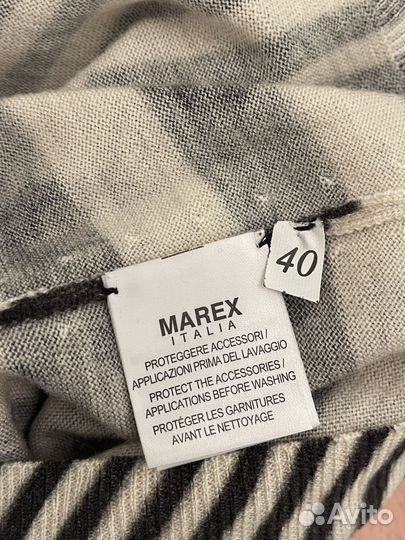 40
MAREX
ITALIA
PROTEGGERE ACCESSORI/
APPLICAZIONI PRIMA DEL LAVAGGIO
PROTECT THE ACCESSORIES/
APPLICATIONS BEFORE WASHING
PROTÉGER LES GARNITURES
AVANT LE NETTOYAGE
Avito